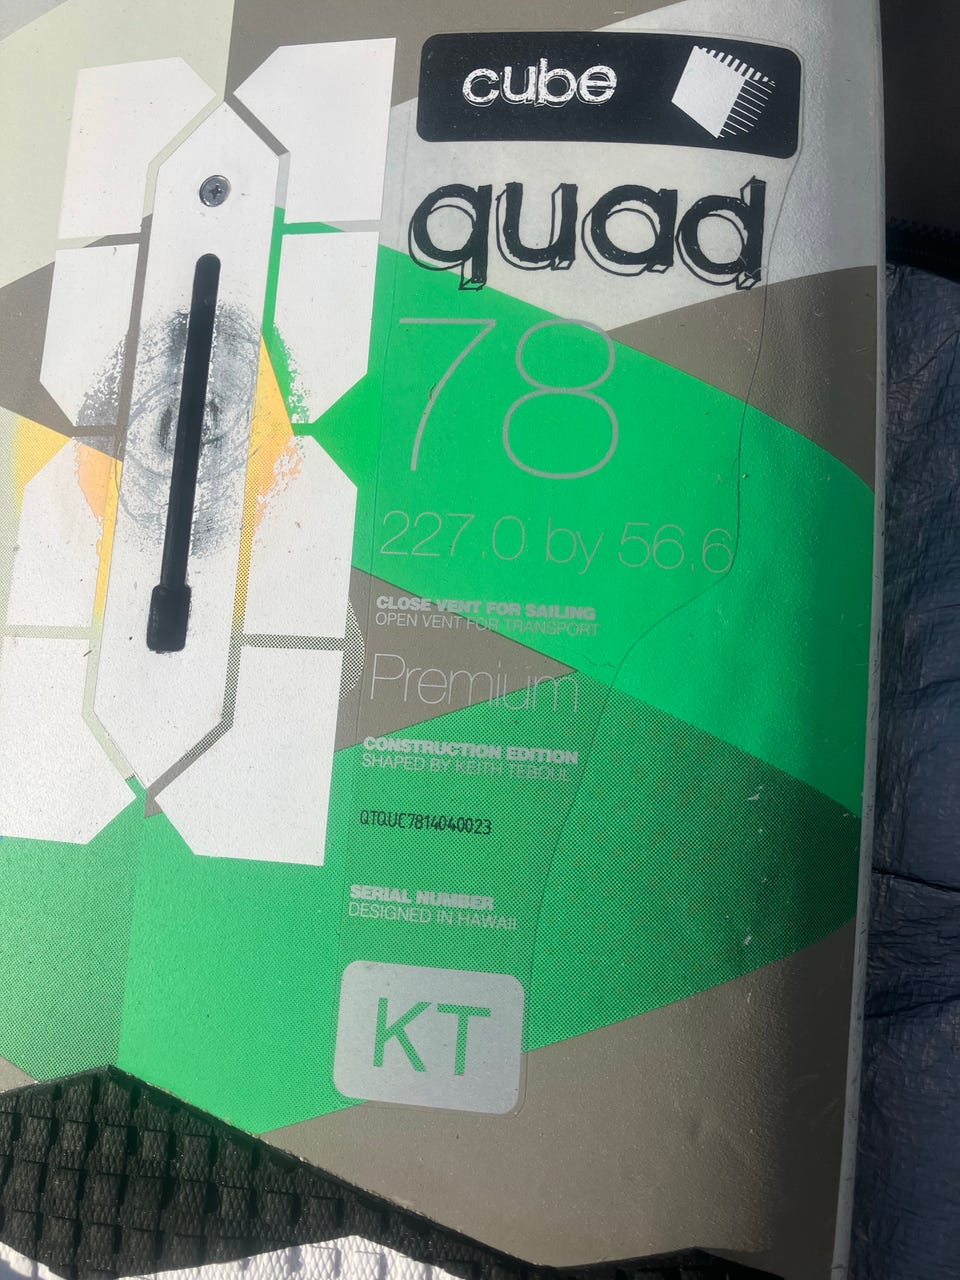 cube
quad
78
227.0 by 56.6
CLOSE VENT FOR SAILING
OPEN VENT FOR TRANSPORT
Premium
CONSTRUCTION EDITION
SHAPED BY KEITH TEBOUL
QTQUC7814040023
SERIAL NUMBER
DESIGNED IN HAWAII
KT